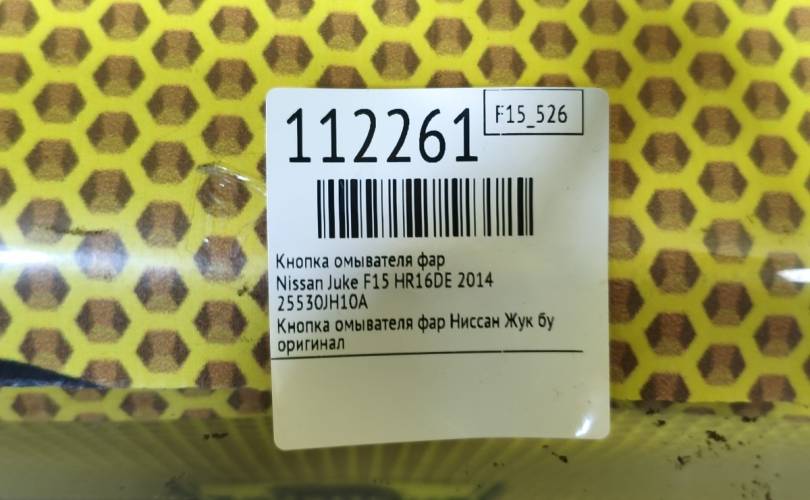 112261
F15_526
Кнопка омывателя фар
Nissan Juke F15 HR16DE 2014
25530JH10A
Кнопка омывателя фар Ниссан Жук бу
оригинал